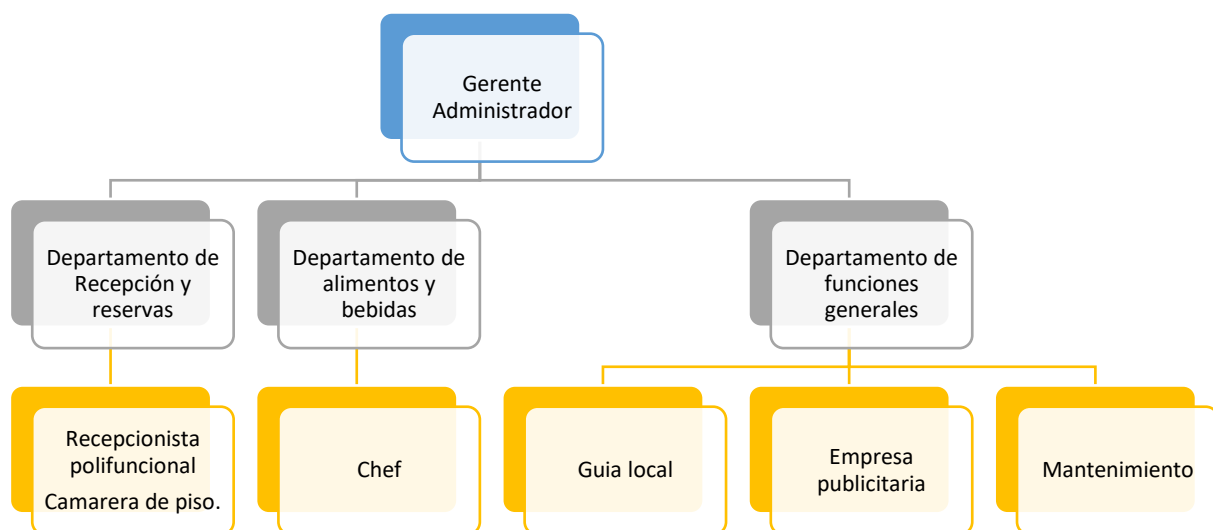 Gerente
Administrador
Departamento de
Recepción y
reservas
Departamento de
alimentos y
bebidas
Departamento de
funciones
generales
Recepcionista
polifuncional
Camarera de piso.
Chef
Guia local
Empresa
publicitaria
Mantenimiento